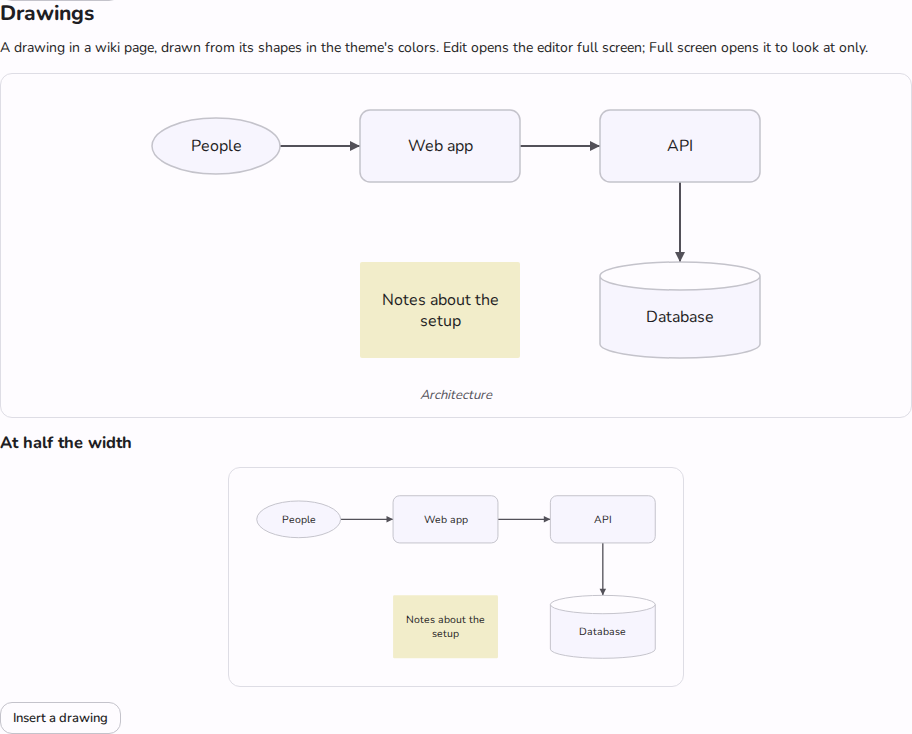 Drawings
A drawing in a wiki page, drawn from its shapes in the theme's colors. Edit opens the editor full screen; Full screen opens it to look at only.
People
Web app
API
Notes about the
setup
Database
Architecture
At half the width
People
Web app
API
Notes about the
setup
Database
Insert a drawing